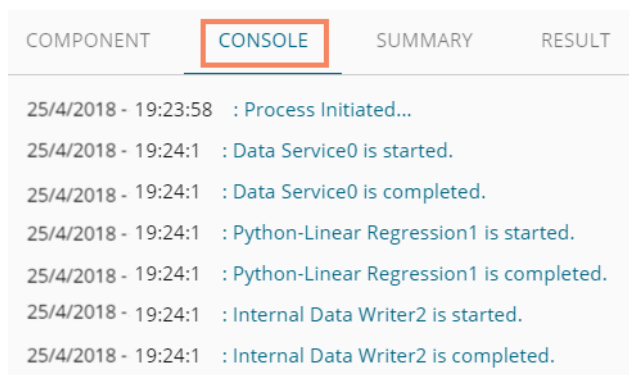 COMPONENT CONSOLE SUMMARY RESULT
25/4/2018 - 19:23:58 : Process Initiated...
25/4/2018 - 19:24:1 : Data Service0 is started.
25/4/2018 - 19:24:1 : Data Service0 is completed.
25/4/2018 - 19:24:1 : Python-Linear Regression1 is started.
25/4/2018 - 19:24:1 : Python-Linear Regression1 is completed.
25/4/2018 - 19:24:1 : Internal Data Writer2 is started.
25/4/2018 - 19:24:1 : Internal Data Writer2 is completed.